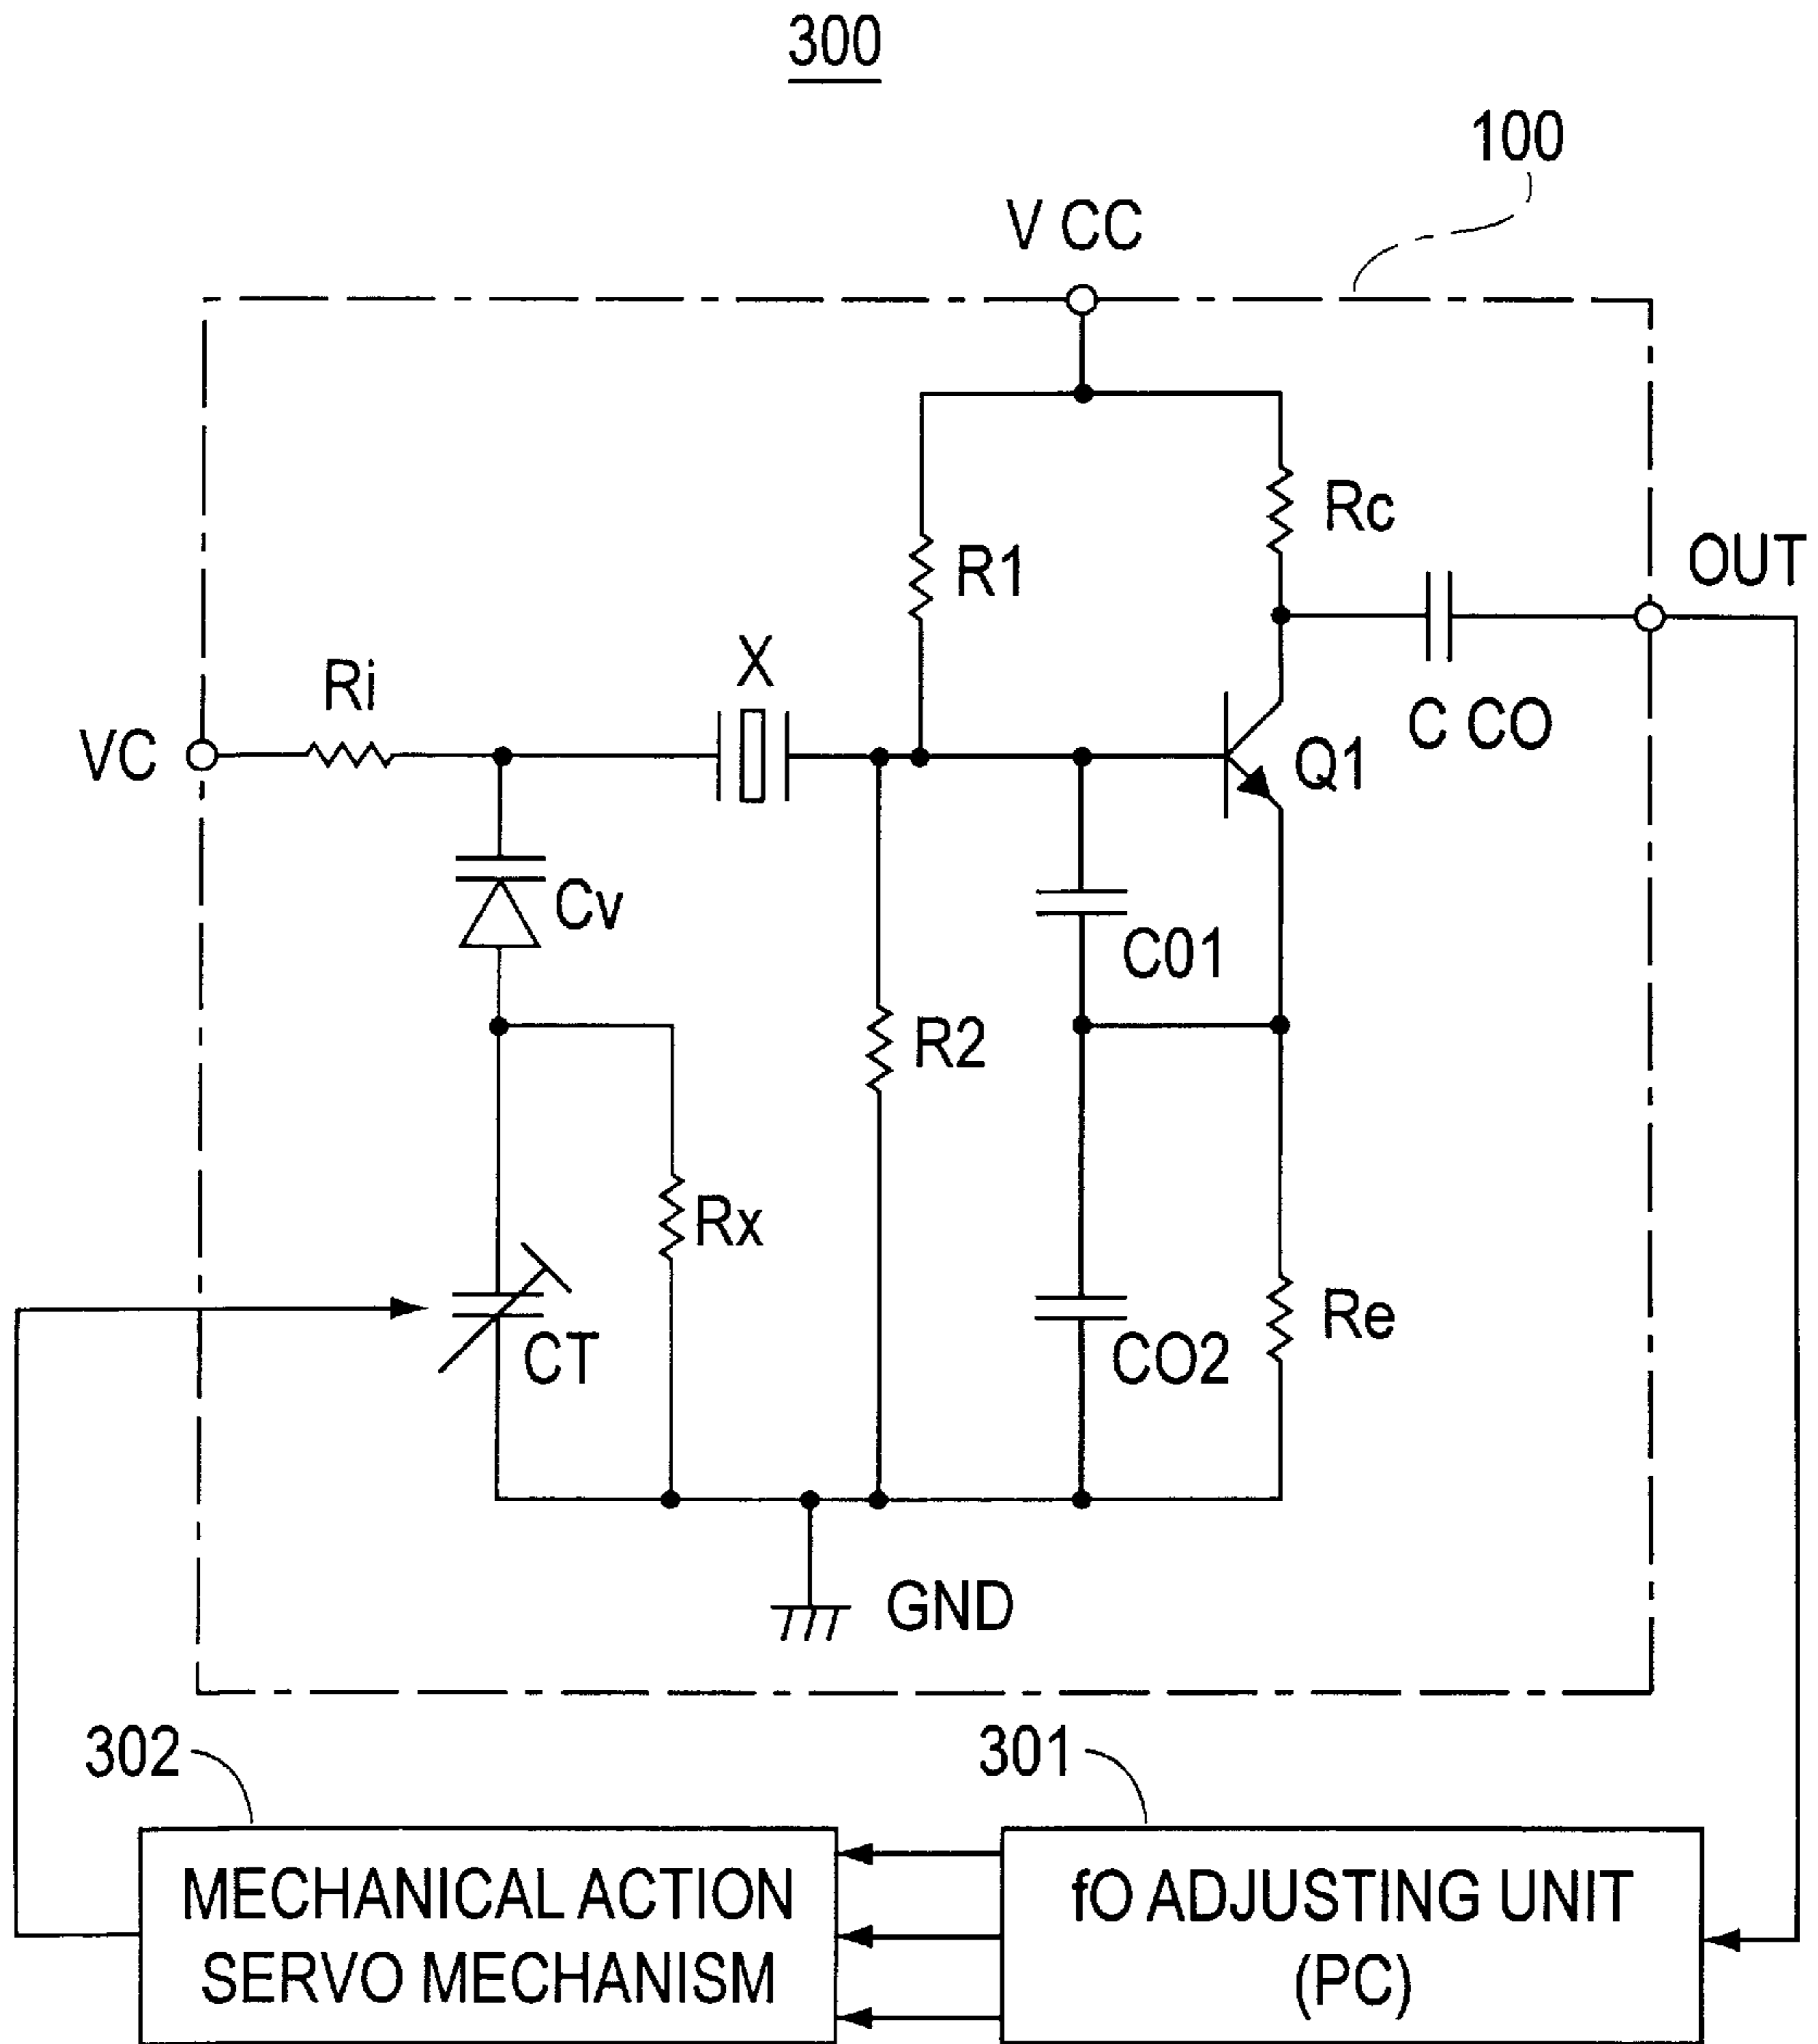 300
100
V CC
Rc
R1
OUT
X
Ri
C CO
VC
Q1
Cv
C01
R2
Rx
Re
CT
CO2
GND
302
301
MECHANICAL ACTION
SERVO MECHANISM
fO ADJUSTING UNIT
(PC)